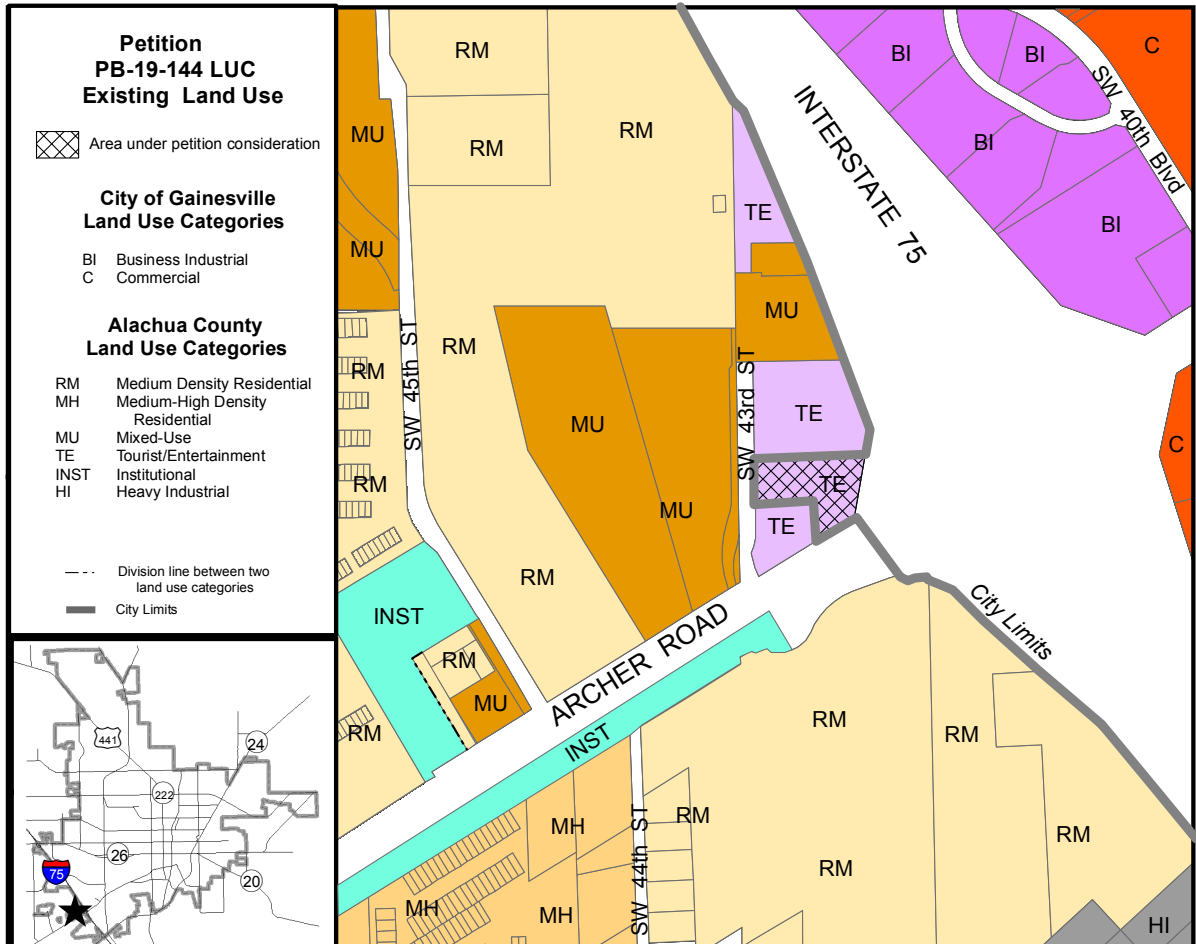 Petition
PB-19-144 LUC
Existing Land Use
Area under petition consideration
City of Gainesville
Land Use Categories
BI Business Industrial
C Commercial
Alachua County
Land Use Categories
RM Medium Density Residential
MH Medium-High Density
Residential
MU Mixed-Use
TE Tourist/Entertainment
INST Institutional
HI Heavy Industrial
Division line between two
land use categories
City Limits
441
24
222
26
75
20
RM
BI
BI
C
SW 40th Blvd
MU
RM
RM
INTERSTATE 75
BI
TE
BI
MU
MU
SW 45th ST
RM
RM
SW 43rd ST
MU
TE
MU
C
RM
TE
MU
TE
RM
INST
City Limits
RM
MU
ARCHER ROAD
RM
INST
RM
RM
MH
SW 44th ST
RM
RM
RM
MH
MH
HI